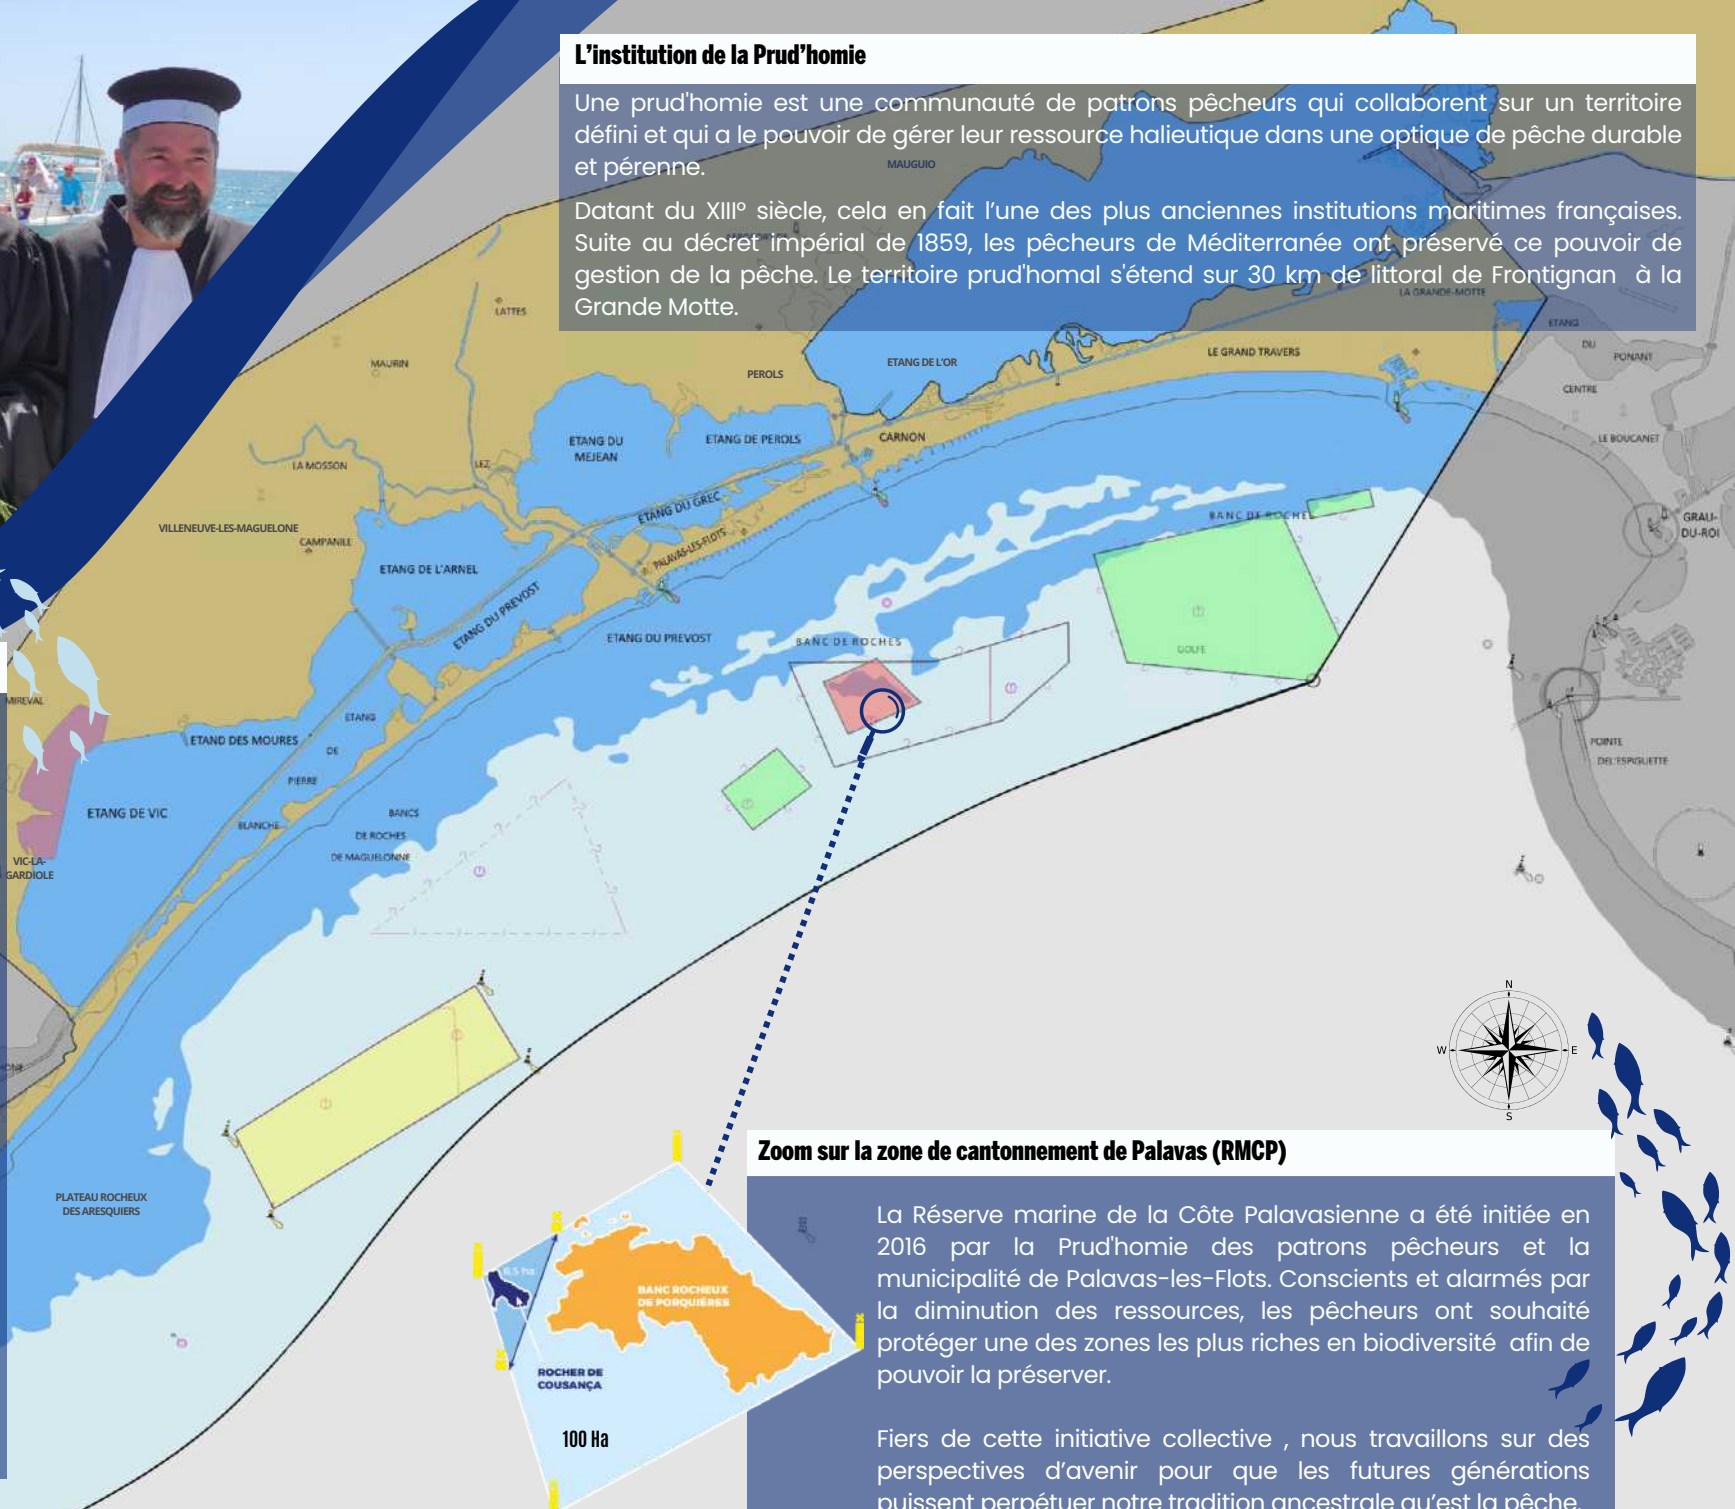 L'institution de la Prud'homie
Une prud'homie est une communauté de patrons pêcheurs qui collaborent sur un territoire
défini et qui a le pouvoir de gérer leur ressource halieutique dans une optique de pêche durable
et pérenne.
Datant du XIIIº siècle, cela en fait l'une des plus anciennes institutions maritimes françaises.
Suite au décret impérial de 1859, les pêcheurs de Méditerranée ont préservé ce pouvoir de
gestion de la pêche. Le territoire prud'homal s'étend sur 30 km de littoral de Frontignan à la
Grande Motte.
MAUGUIO
LA GRANDE-MOTTE
LATTES
MAURIN
PEROLS
ETANG DE L'OR
LE GRAND TRAVERS
ETANG
DU
PONANT
CENTRE
LE BOUCANET
GRAU-
DU-ROI
ETANG DU
MEJEAN
ETANG DE PEROLS
CARNON
LA MOSSON
LEZ
ETANG DU GREC
PALAVAS-LES-FLOTS
VILLENEUVE-LES-MAGUELONE
CAMPANILE
ETANG DE L'ARNEL
ETANG DU PREVOST
ETANG DU PREVOST
BANC DE ROCHES
BANC DE ROCHES
GOLFE
MIREVAL
ETAND DES MOURES
ETANG
DE
PIERRE
BLANCHE
ETANG DE VIC
VIC-LA-
GARDIOLE
BANCS
DE ROCHES
DE MAGUELONNE
POINTE
DEL'ESPIGUETTE
PLATEAU ROCHEUX
DES ARESQUIERS
N
W
E
S
Zoom sur la zone de cantonnement de Palavas (RMCP)
La Réserve marine de la Côte Palavasienne a été initiée en
2016 par la Prud'homie des patrons pêcheurs et la
municipalité de Palavas-les-Flots. Conscients et alarmés par
la diminution des ressources, les pêcheurs ont souhaité
protéger une des zones les plus riches en biodiversité afin de
pouvoir la préserver.
Fiers de cette initiative collective , nous travaillons sur des
perspectives d'avenir pour que les futures générations
puissent perpétuer notre tradition ancestrale qu'est la pêche.
8.5 ha
BANC ROCHEUX
DE PORQUIÈRES
ROCHER DE
COUSANÇA
100 Ha